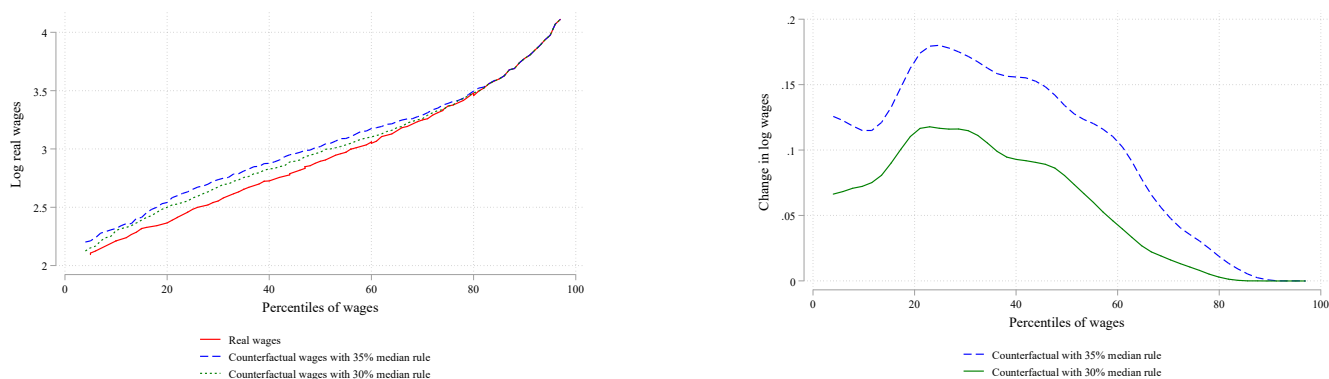 4
3.5
3
2.5
2
Log real wages
0 20 40 60 80 100
Percentiles of wages
Real wages
Counterfactual wages with 35% median rule
Counterfactual wages with 30% median rule
.2
.15
.1
.05
0
Change in log wages
0 20 40 60 80 100
Percentiles of wages
Counterfactual with 35% median rule
Counterfactual with 30% median rule